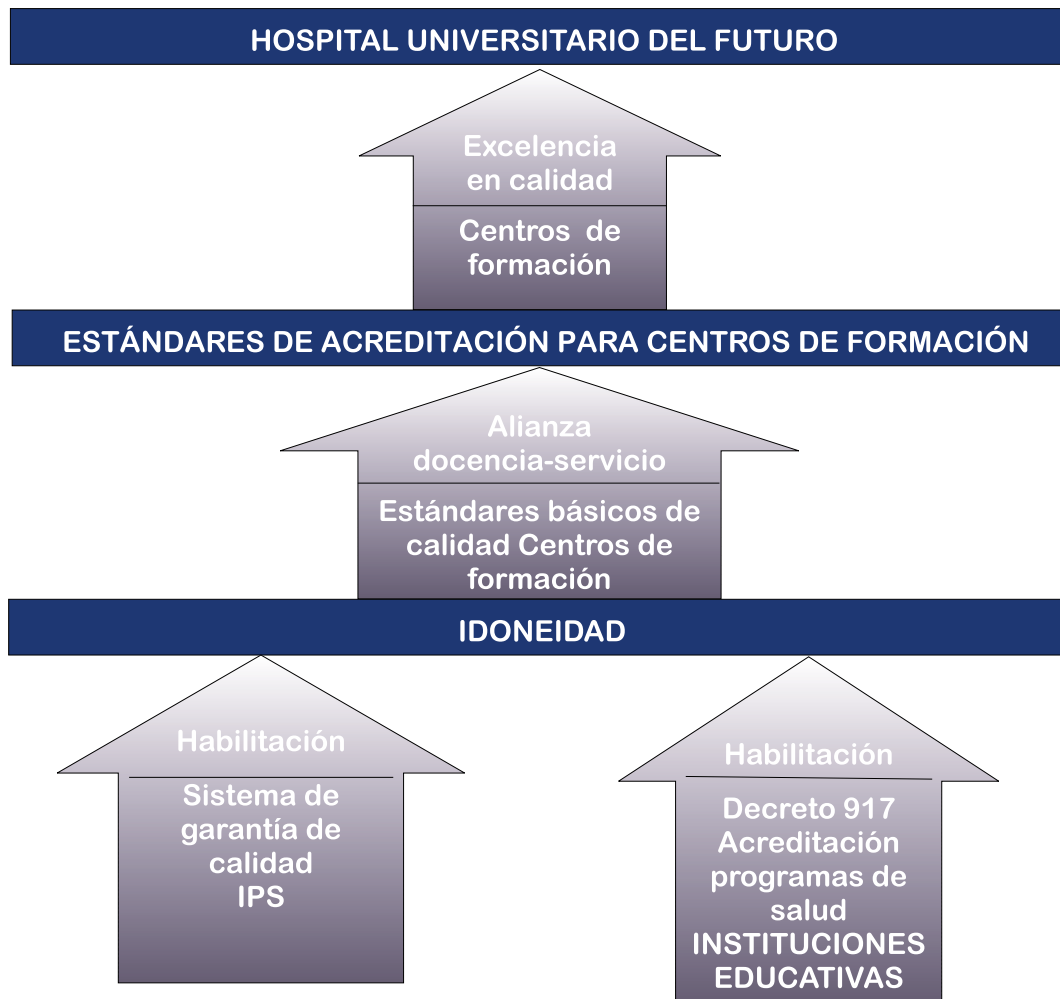 HOSPITAL UNIVERSITARIO DEL FUTURO
Excelencia
en calidad
Centros de
formación
ESTÁNDARES DE ACREDITACIÓN PARA CENTROS DE FORMACIÓN
Alianza
docencia-servicio
Estándares básicos de
calidad Centros de
formación
IDONEIDAD
Habilitación
Sistema de
garantía de
calidad
IPS
Habilitación
Decreto 917
Acreditación
programas de
salud
INSTITUCIONES
EDUCATIVAS